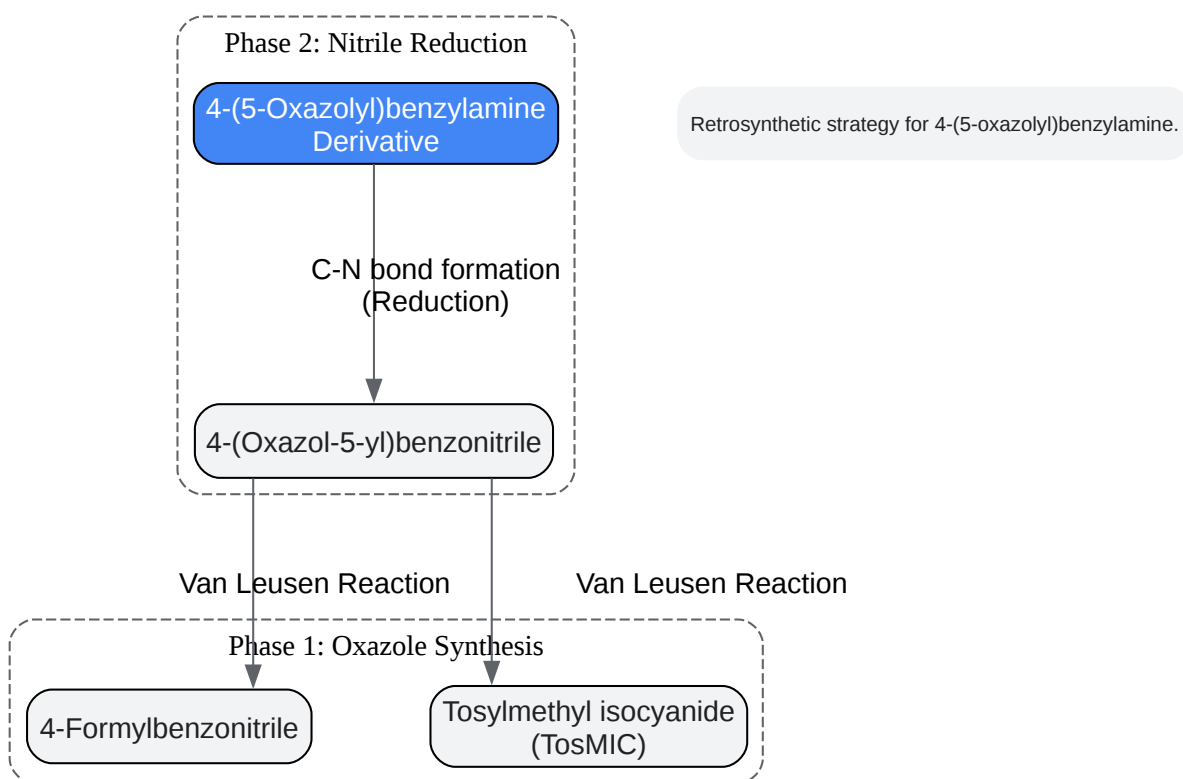 Phase 2: Nitrile Reduction
4-(5-Oxazolyl)benzylamine
Derivative
Retrosynthetic strategy for 4-(5-oxazolyl)benzylamine.
C-N bond formation
(Reduction)
4-(Oxazol-5-yl)benzonitrile
Van Leusen Reaction
Van Leusen Reaction
Phase 1: Oxazole Synthesis
4-Formylbenzonitrile
Tosylmethyl isocyanide
(TosMIC)